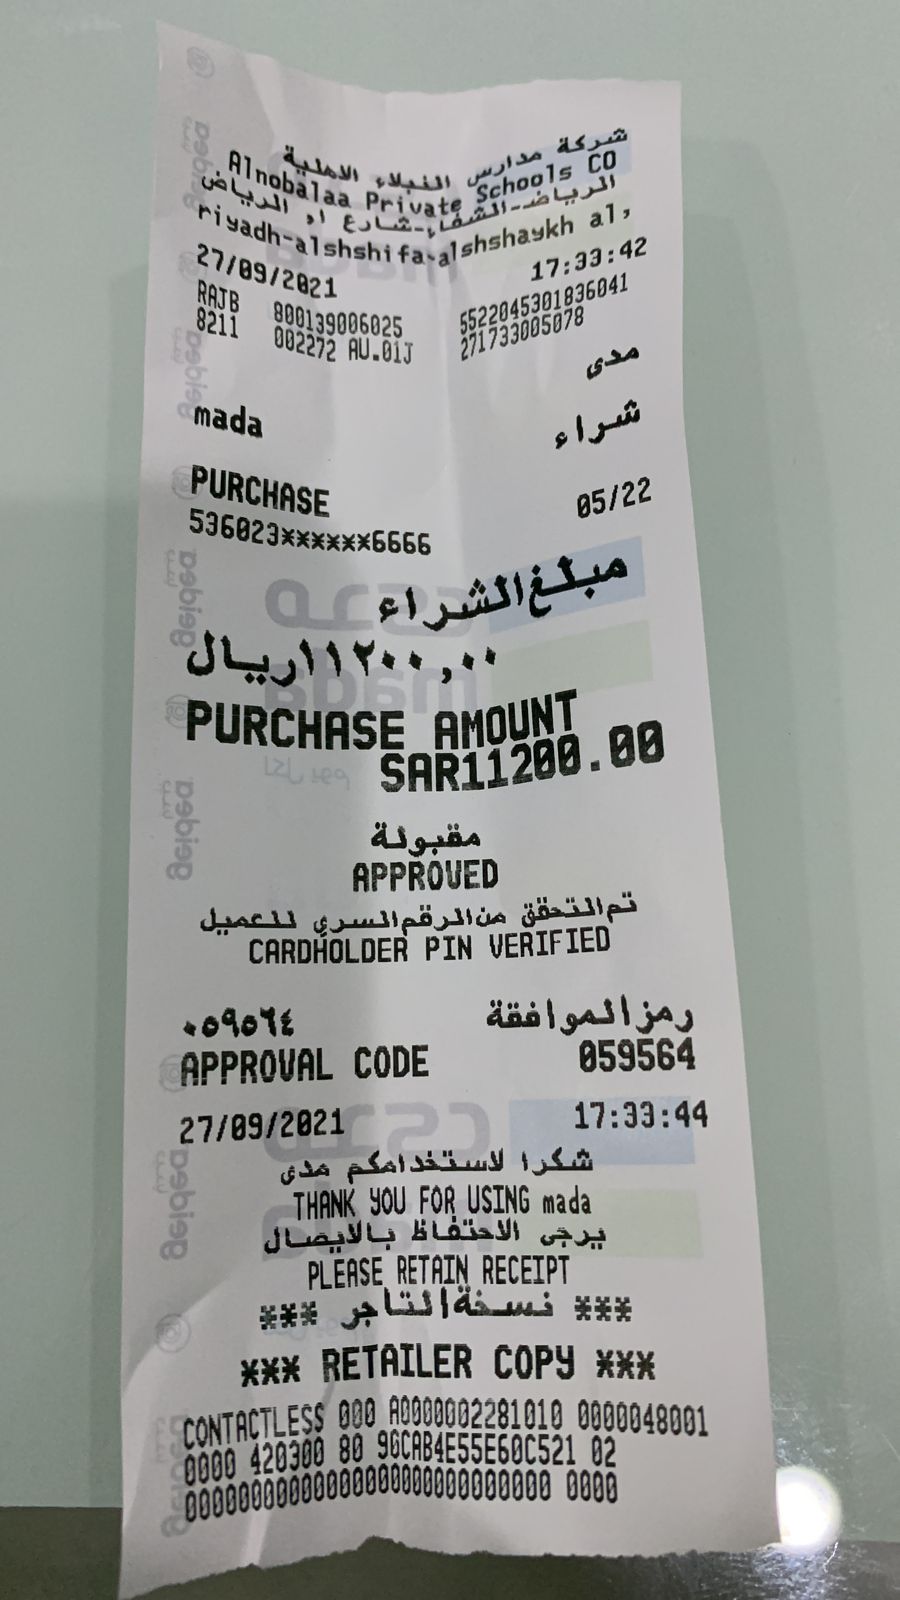 شركة مدارس النبلاء الاهلية
Alnobalaa Private Schools CO
الرياض-الشفاء-شارع ا, الرياض
riyadh-alshshifa-alshshaykh al,
27/09/2021 17:33:42
RAJB 800139006025 5522045301836041
8211 002272 AU.01J 271733005078
مدى
mada
شراء
PURCHASE 05/22
536023******6666
مبلغ الشراء
١١٢٠٠,٠٠ ريال
PURCHASE AMOUNT
SAR11200.00
مقبولة
APPROVED
تم التحقق من الرقم السري للعميل
CARDHOLDER PIN VERIFIED
رمز الموافقة ٠٥٩٥٦٤
APPROVAL CODE 059564
27/09/2021 17:33:44
شكرا لاستخدامكم مدى
THANK YOU FOR USING mada
يرجى الاحتفاظ بالايصال
PLEASE RETAIN RECEIPT
*** نسخة التاجر ***
*** RETAILER COPY ***
CONTACTLESS 000 A0000002281010 0000048001
0000 420300 80 96CAB4E55E60C521 02